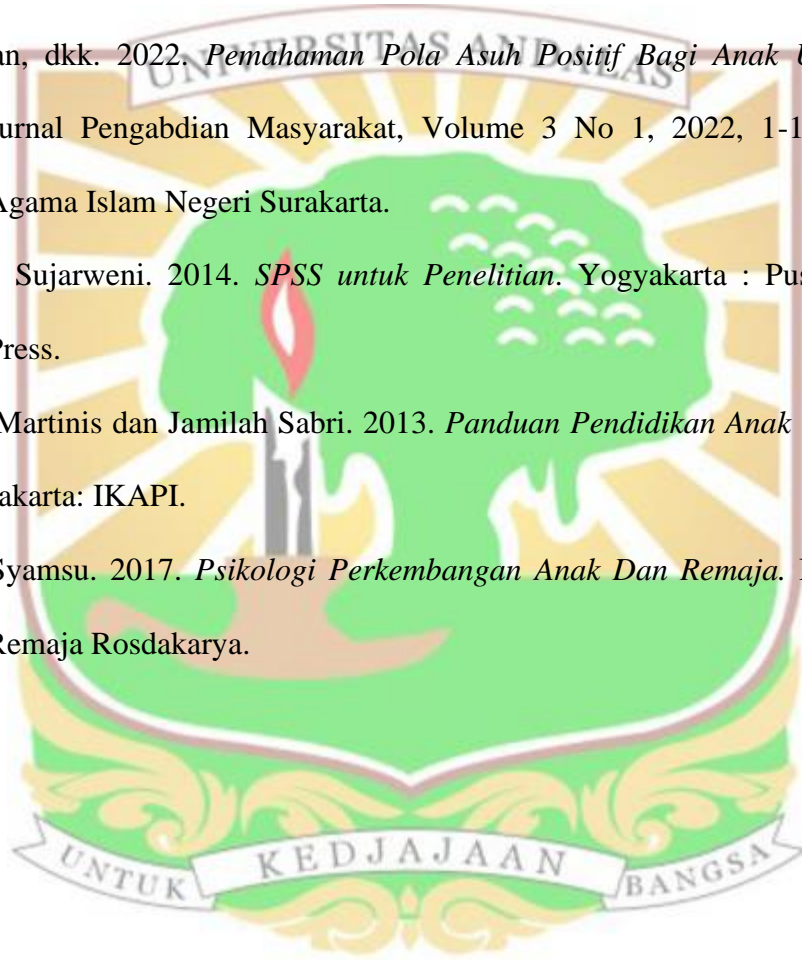 UNIVERSITAS ANDALAS
an, dkk. 2022. Pemahaman Pola Asuh Positif Bagi Anak
urnal Pengabdian Masyarakat, Volume 3 No 1, 2022, 1-1
Agama Islam Negeri Surakarta.
Sujarweni. 2014. SPSS untuk Penelitian. Yogyakarta : Pus
Press.
Martinis dan Jamilah Sabri. 2013. Panduan Pendidikan Anak
akarta: IKAPI.
Syamsu. 2017. Psikologi Perkembangan Anak Dan Remaja.
Remaja Rosdakarya.
UNTUK KEDJAJAAN BANGSA